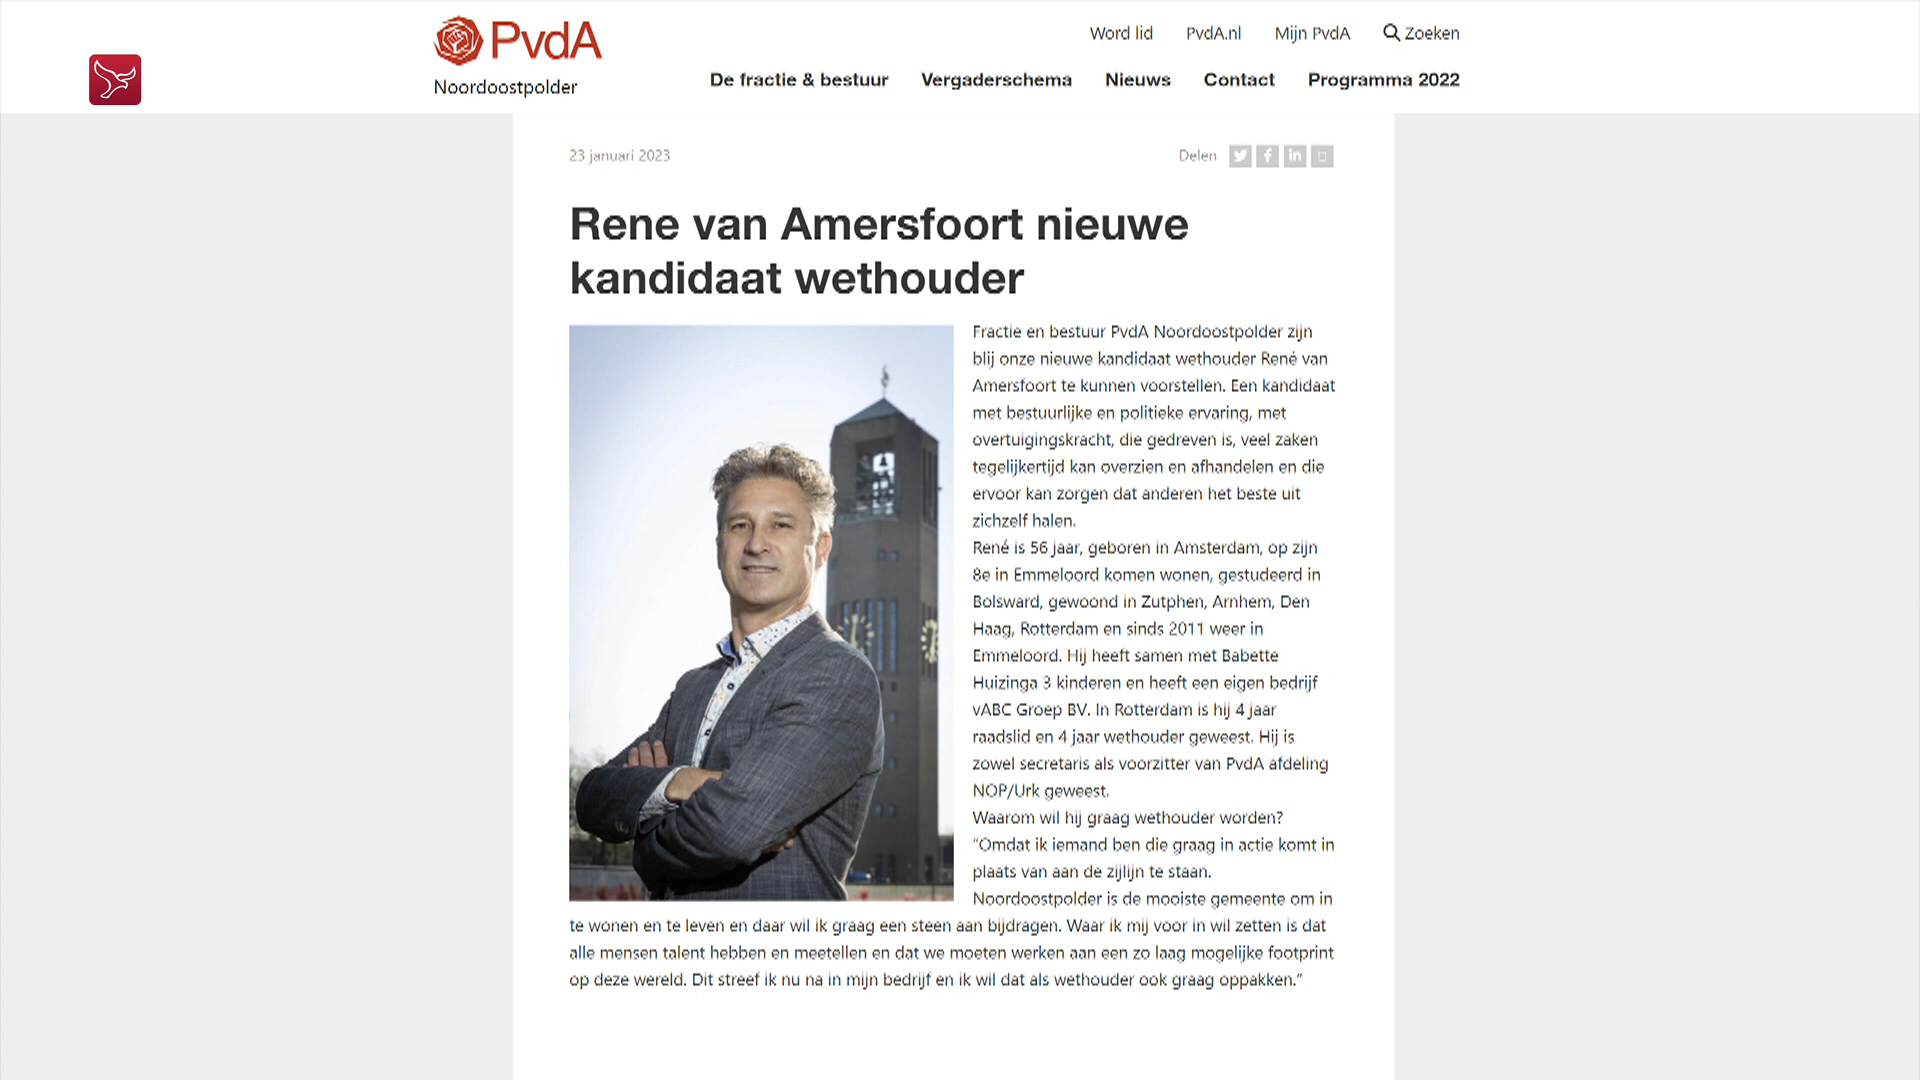 PvdA
Noordoostpolder
Word lid PvdA.nl Mijn PvdA Zoeken
De fractie & bestuur Vergaderschema Nieuws Contact Programma 2022
23 januari 2023
Delen
Rene van Amersfoort nieuwe
kandidaat wethouder
Fractie en bestuur PvdA Noordoostpolder zijn
blij onze nieuwe kandidaat wethouder René van
Amersfoort te kunnen voorstellen. Een kandidaat
met bestuurlijke en politieke ervaring, met
overtuigingskracht, die gedreven is, veel zaken
tegelijkertijd kan overzien en afhandelen en die
ervoor kan zorgen dat anderen het beste uit
zichzelf halen.
René is 56 jaar, geboren in Amsterdam, op zijn
8e in Emmeloord komen wonen, gestudeerd in
Bolsward, gewoond in Zutphen, Arnhem, Den
Haag, Rotterdam en sinds 2011 weer in
Emmeloord. Hij heeft samen met Babette
Huizinga 3 kinderen en heeft een eigen bedrijf
vABC Groep BV. In Rotterdam is hij 4 jaar
raadslid en 4 jaar wethouder geweest. Hij is
zowel secretaris als voorzitter van PvdA afdeling
NOP/Urk geweest.
Waarom wil hij graag wethouder worden?
“Omdat ik iemand ben die graag in actie komt in
plaats van aan de zijlijn te staan.
Noordoostpolder is de mooiste gemeente om in
te wonen en te leven en daar wil ik graag een steen aan bijdragen. Waar ik mij voor in wil zetten is dat
alle mensen talent hebben en meetellen en dat we moeten werken aan een zo laag mogelijke footprint
op deze wereld. Dit streef ik nu na in mijn bedrijf en ik wil dat als wethouder ook graag oppakken.”